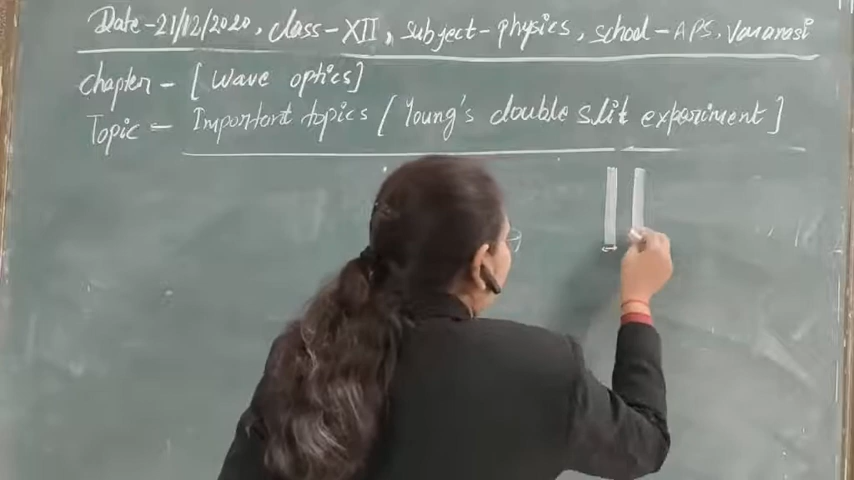 Date-21/12/2020, class-XII, subject-physics, school-APS, Varanasi
chapter - [ wave optics ]
Topic - Important topics [ Young's double slit experiment ]